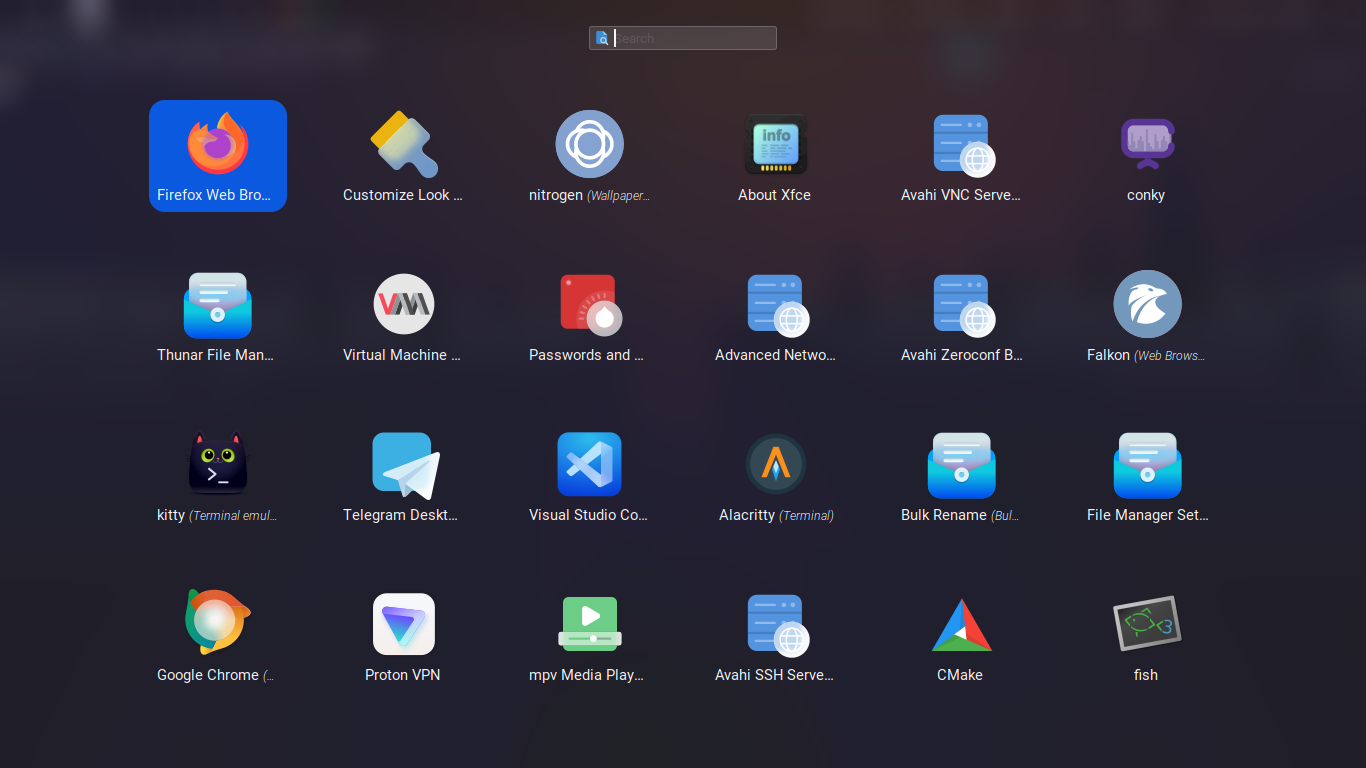 Search
info
Firefox Web Bro...
Customize Look ...
nitrogen (Wallpaper...
About Xfce
Avahi VNC Serve...
conky
VM
Thunar File Man...
Virtual Machine ...
Passwords and ...
Advanced Netwo...
Avahi Zeroconf B...
Falkon (Web Brows...
>_
kitty (Terminal emul...
Telegram Deskt...
Visual Studio Co...
Alacritty (Terminal)
Bulk Rename (Bul...
File Manager Set...
3
Google Chrome (...
Proton VPN
mpv Media Play...
Avahi SSH Serve...
CMake
fish